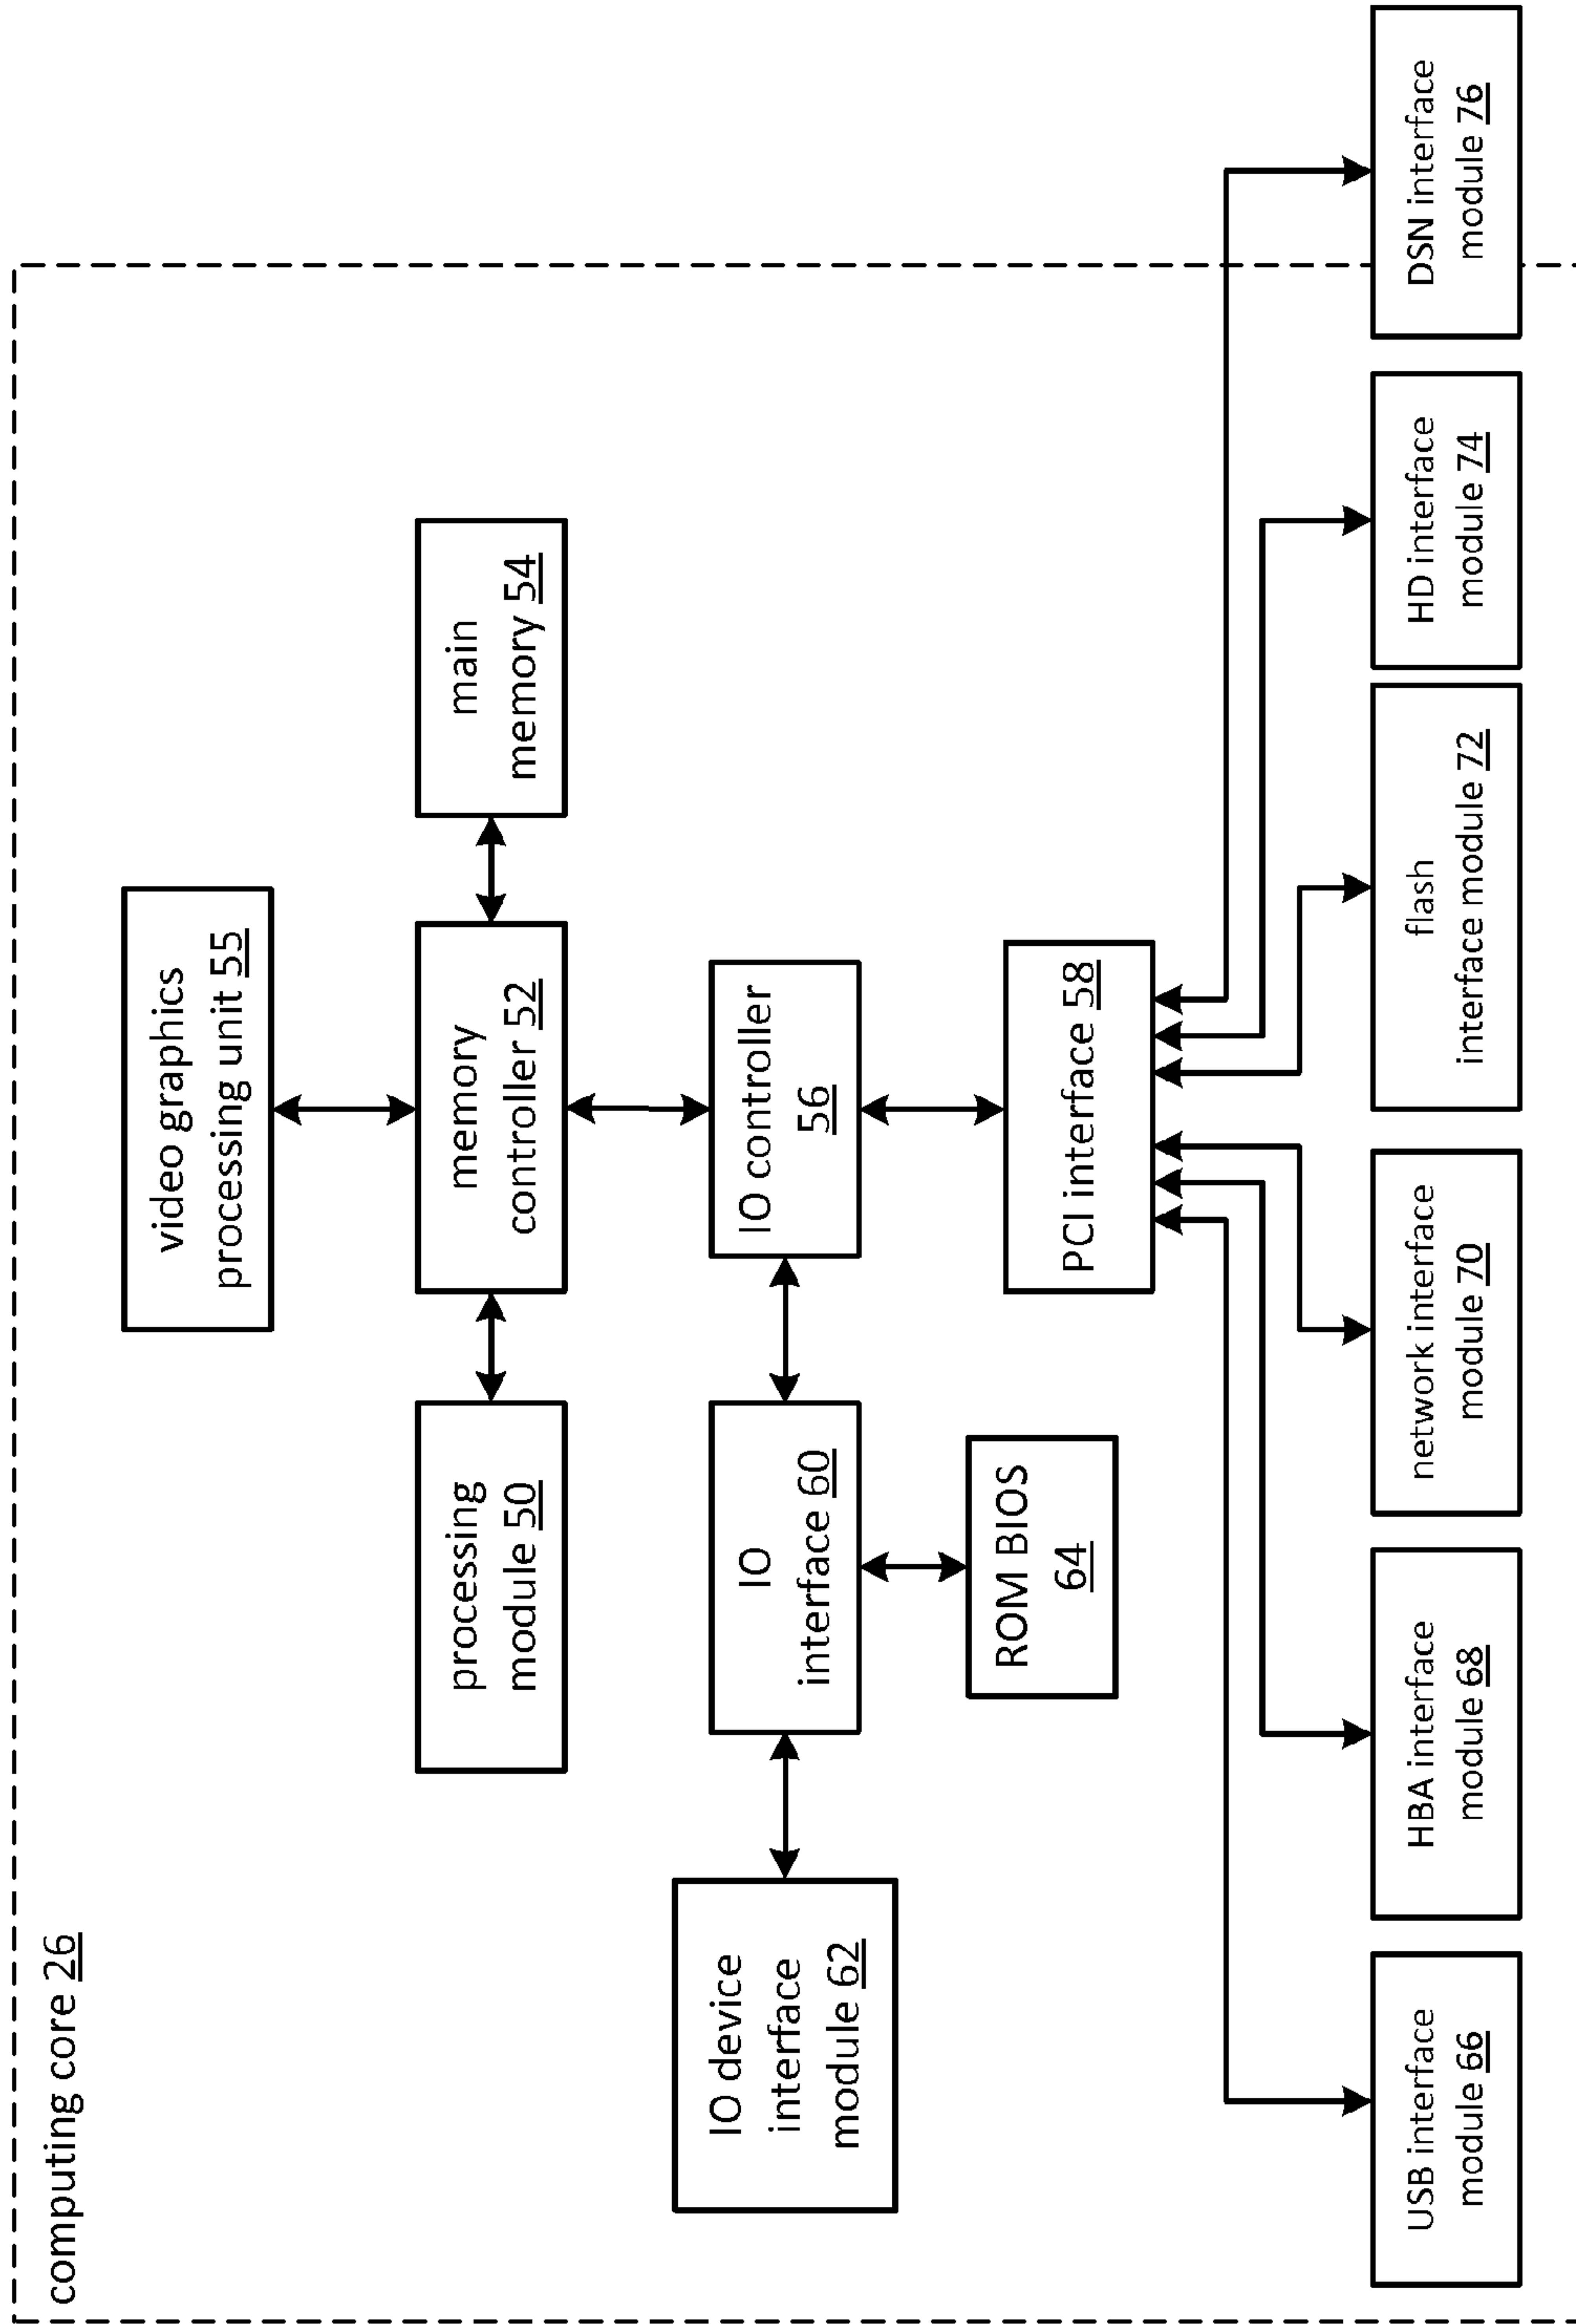 computing core 26
video graphics
processing unit 55
processing
module 50
memory
controller 52
main
memory 54
IO device
interface
module 62
IO
interface 60
IO controller
56
ROM BIOS
64
PCI interface 58
USB interface
module 66
HBA interface
module 68
network interface
module 70
flash
interface module 72
HD interface
module 74
DSN interface
module 76